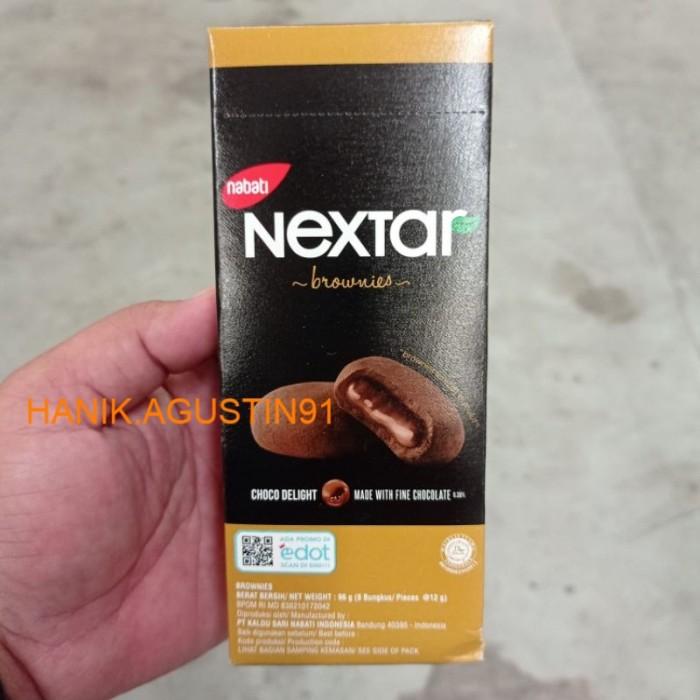 nabati
NEXTAR
~brownies~
HANIK.AGUSTIN91
CHOCO DELIGHT
MADE WITH FINE CHOCOLATE
ADA PROMO DI
edot
SCAN DI SINI!!!
BROWNIES
BERAT BERSIH/ NET WEIGHT : 96 g (8 Bungkus/ Pieces @12 g)
BPOM RI MD 838210172042
Diproduksi oleh/ Manufactured by :
PT KALDU SARI NABATI INDONESIA Bandung 40395 - Indonesia
Baik digunakan sebelum/ Best before :
Kode produksi/ Production code :
LIHAT BAGIAN SAMPING KEMASAN/ SEE SIDE OF PACK